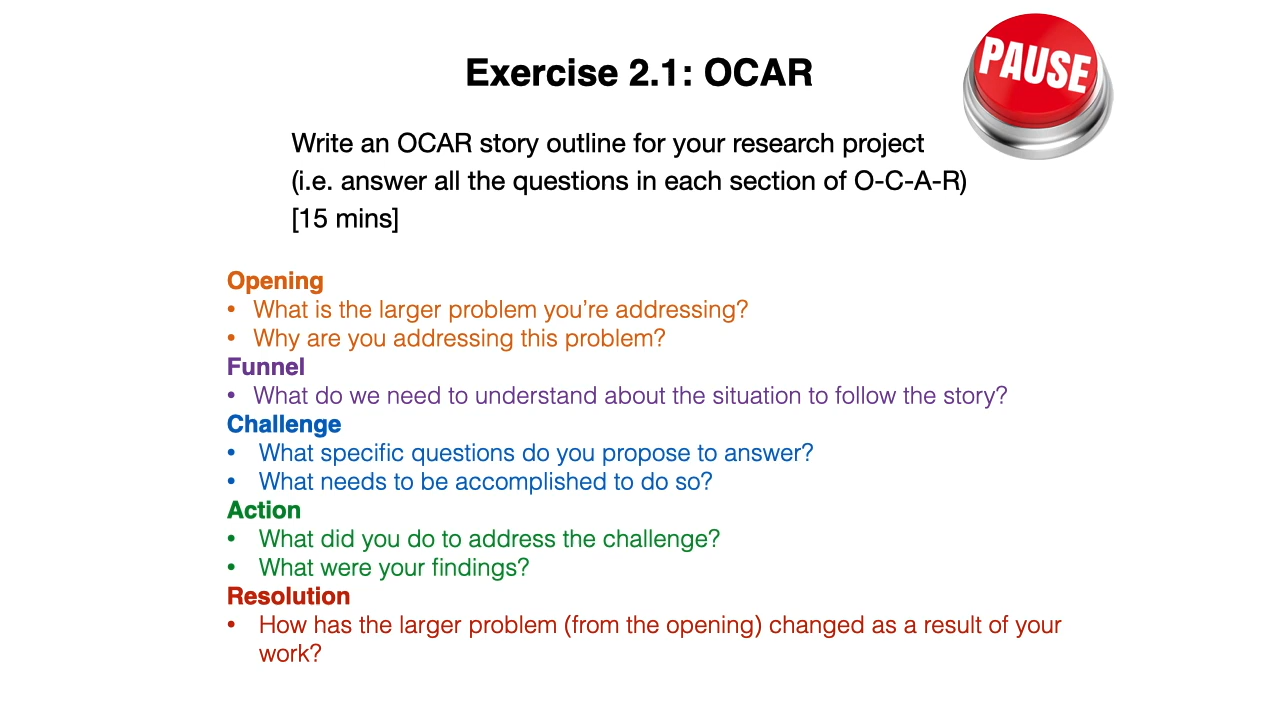 Exercise 2.1: OCAR
PAUSE
Write an OCAR story outline for your research project
(i.e. answer all the questions in each section of O-C-A-R)
[15 mins]
Opening
• What is the larger problem you’re addressing?
• Why are you addressing this problem?
Funnel
• What do we need to understand about the situation to follow the story?
Challenge
• What specific questions do you propose to answer?
• What needs to be accomplished to do so?
Action
• What did you do to address the challenge?
• What were your findings?
Resolution
• How has the larger problem (from the opening) changed as a result of your
work?